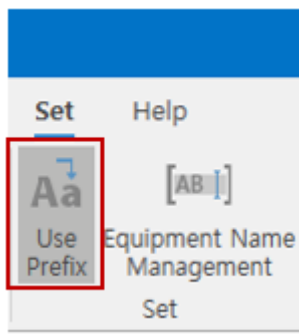 Set Help
Aa
[AB]
Use Equipment Name
Prefix Management
Set